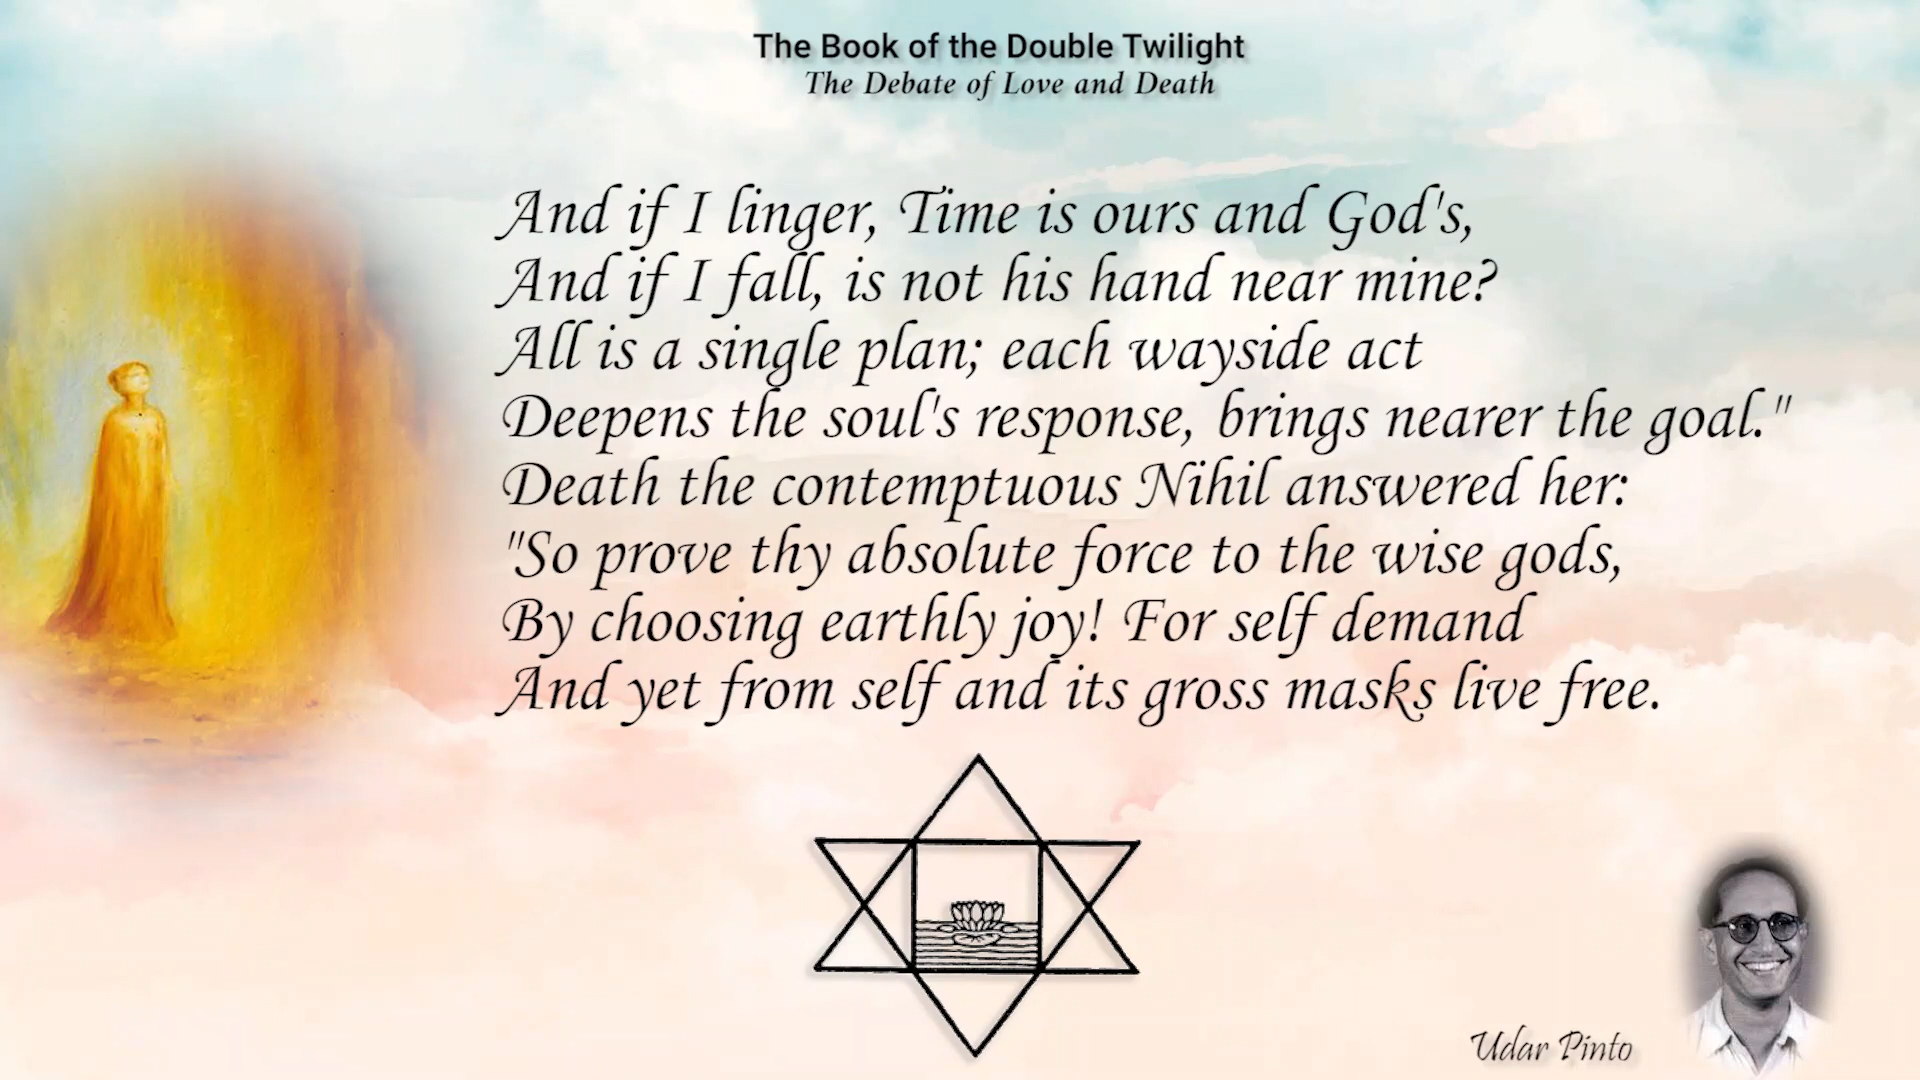 The Book of the Double Twilight
The Debate of Love and Death
And if I linger, Time is ours and God's,
And if I fall, is not his hand near mine?
All is a single plan; each wayside act
Deepens the soul's response, brings nearer the goal."
Death the contemptuous Nihil answered her:
"So prove thy absolute force to the wise gods,
By choosing earthly joy! For self demand
And yet from self and its gross masks live free.
Udar Pinto